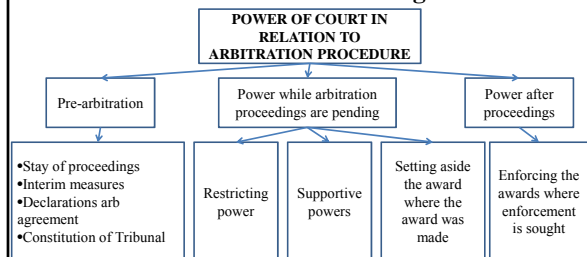 POWER OF COURT IN
RELATION TO
ARBITRATION PROCEDURE
Pre-arbitration
Power while arbitration
proceedings are pending
Power after
proceedings
•Stay of proceedings
•Interim measures
•Declarations arb
agreement
•Constitution of Tribunal
Restricting
power
Supportive
powers
Setting aside
the award
where the
award was
made
Enforcing the
awards where
enforcement
is sought